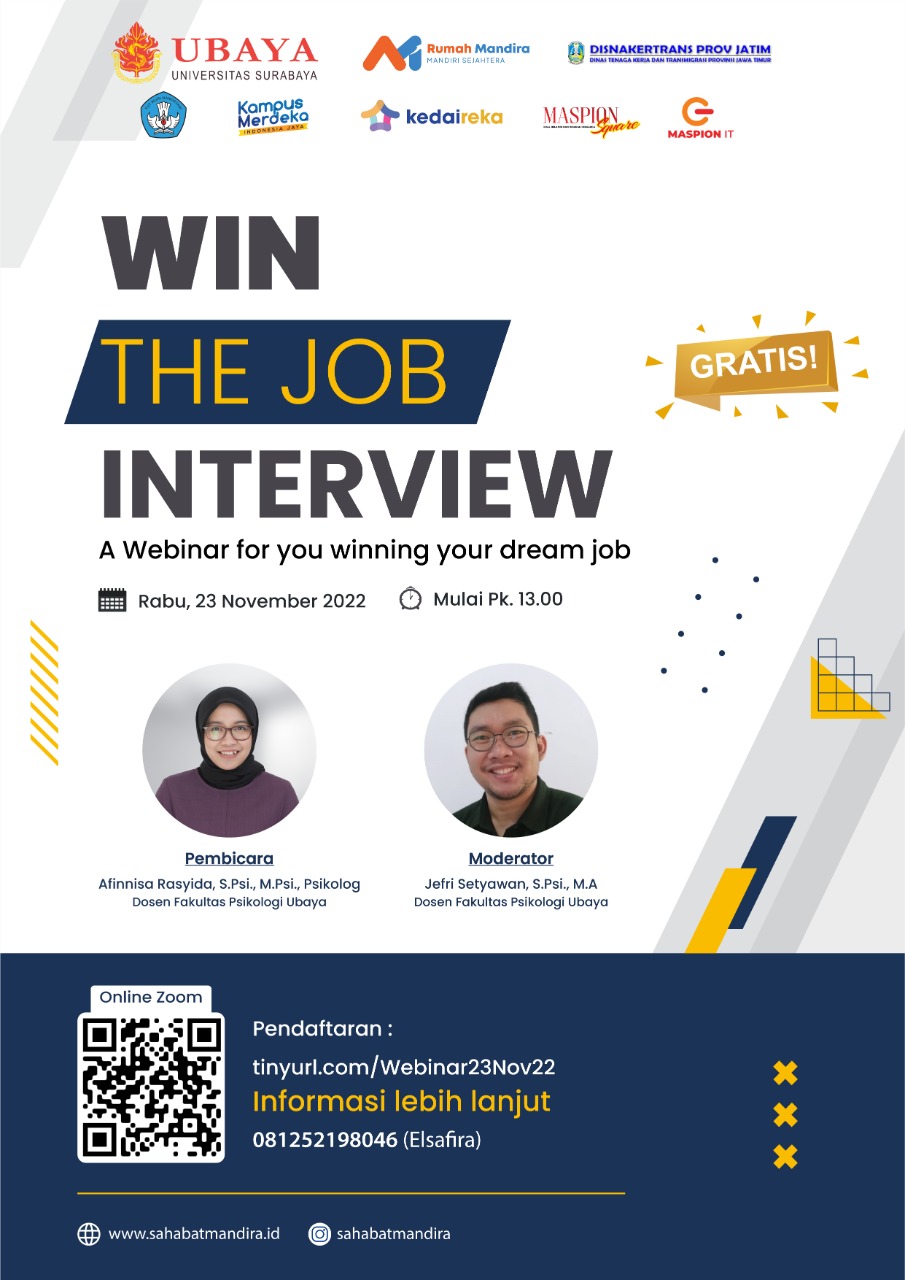 UBAYA
UNIVERSITAS SURABAYA
Rumah Mandira
MANDIRI SEJAHTERA
DISNAKERTRANS PROV JATIM
DINAS TENAGA KERJA DAN TRANMIGRASI PROVINSI JAWA TIMUR
Kampus
Merdeka
INDONESIA JAYA
kedaireka
MASPION
Square
MASPION IT
WIN
THE JOB
GRATIS!
INTERVIEW
A Webinar for you winning your dream job
Rabu, 23 November 2022
Mulai Pk. 13.00
Pembicara
Afinnisa Rasyida, S.Psi., M.Psi., Psikolog
Dosen Fakultas Psikologi Ubaya
Moderator
Jefri Setyawan, S.Psi., M.A
Dosen Fakultas Psikologi Ubaya
Online Zoom
Pendaftaran :
tinyurl.com/Webinar23Nov22
Informasi lebih lanjut
081252198046 (Elsafira)
www.sahabatmandira.id
sahabatmandira